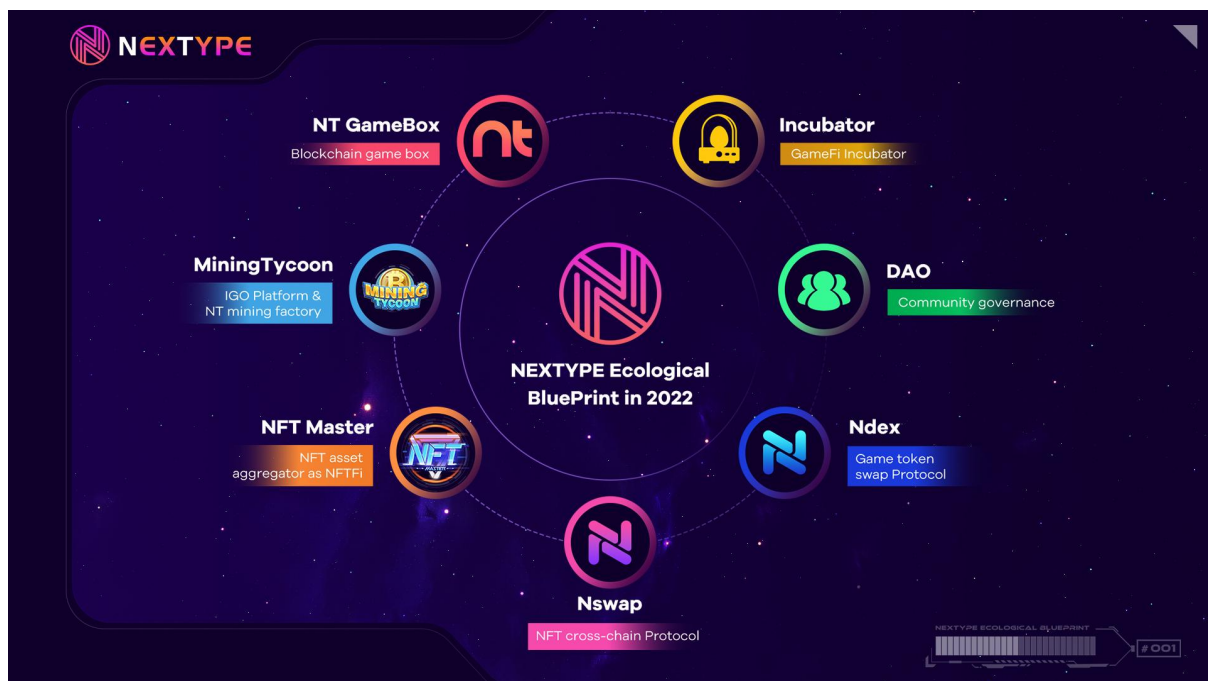 NEXTYPE
NT GameBox
Blockchain game box
nt
Incubator
GameFi Incubator
MiningTycoon
IGO Platform &
NT mining factory
MINING
TYCOON
DAO
Community governance
NEXTYPE Ecological
BluePrint in 2022
NFT Master
NFT asset
aggregator as NFTFi
NFT
MASTER
Ndex
Game token
swap Protocol
Nswap
NFT cross-chain Protocol
NEXTYPE ECOLOGICAL BLUEPRINT
#001